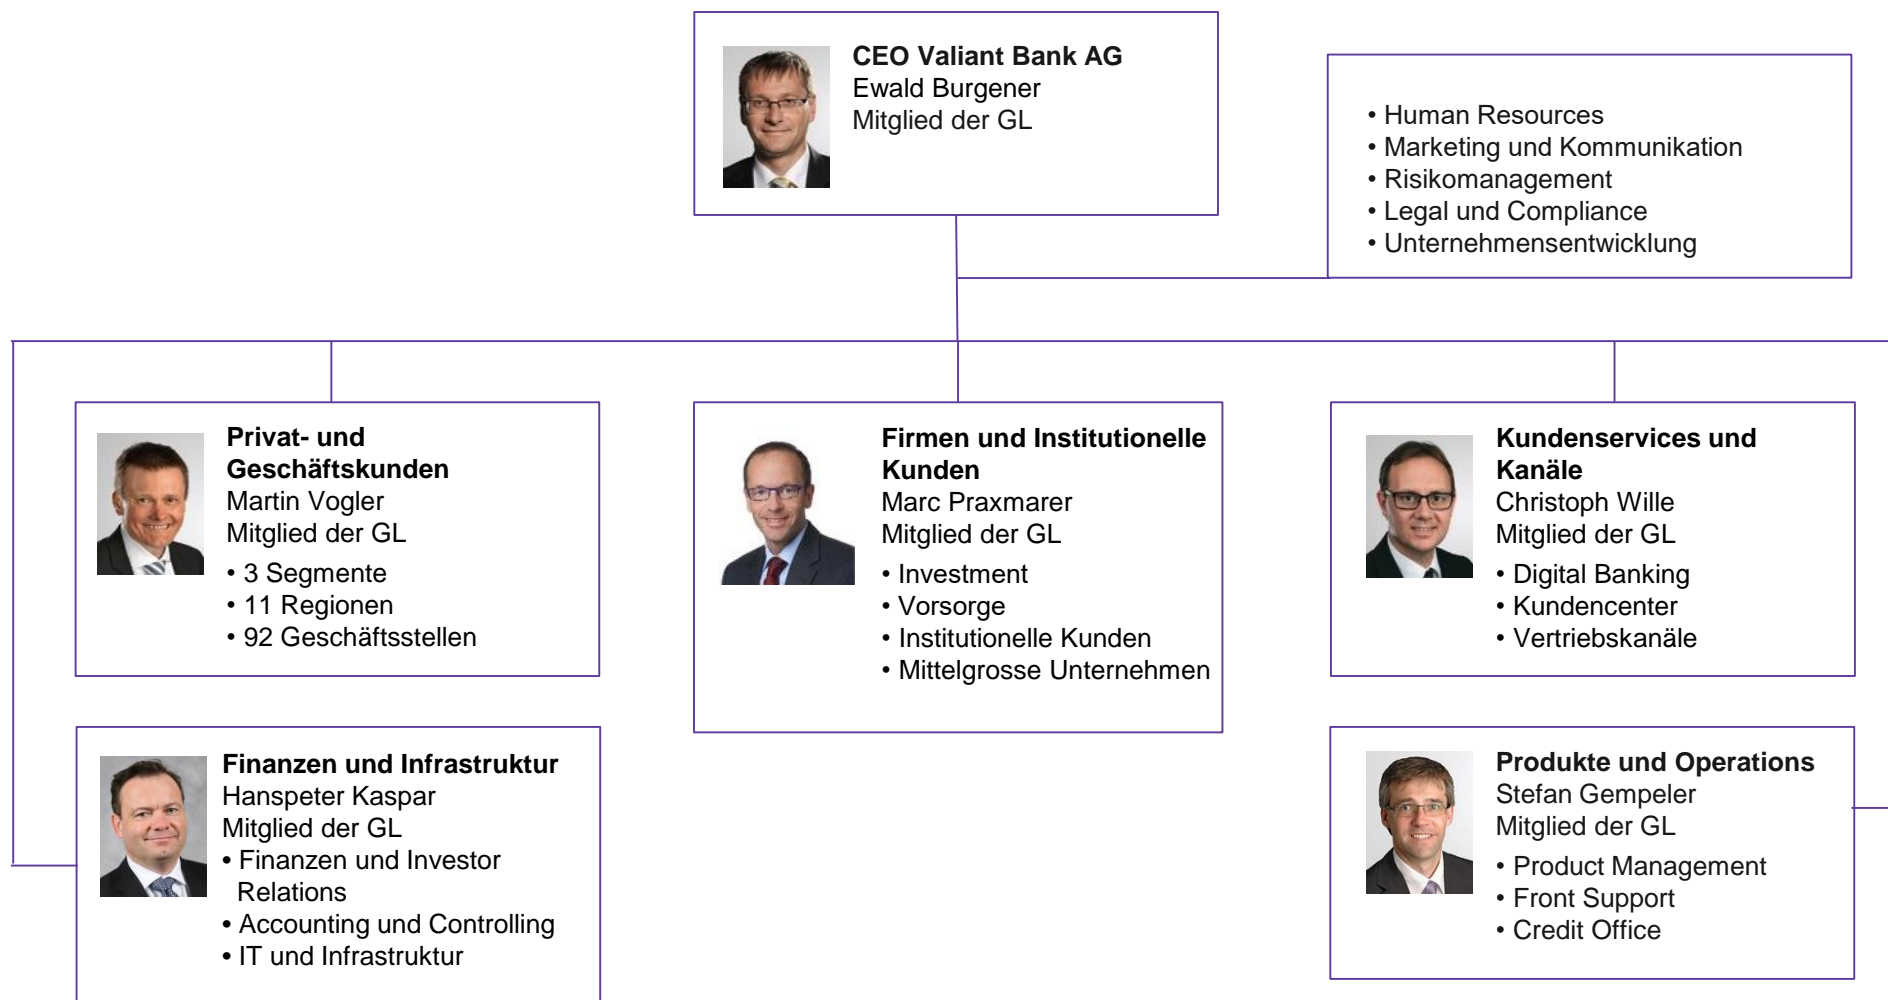 CEO Valiant Bank AG
Ewald Burgener
Mitglied der GL
• Human Resources
• Marketing und Kommunikation
• Risikomanagement
• Legal und Compliance
• Unternehmensentwicklung
Privat- und
Geschäftskunden
Martin Vogler
Mitglied der GL
• 3 Segmente
• 11 Regionen
• 92 Geschäftsstellen
Firmen und Institutionelle
Kunden
Marc Praxmarer
Mitglied der GL
• Investment
• Vorsorge
• Institutionelle Kunden
• Mittelgrosse Unternehmen
Kundenservices und
Kanäle
Christoph Wille
Mitglied der GL
• Digital Banking
• Kundencenter
• Vertriebskanäle
Finanzen und Infrastruktur
Hanspeter Kaspar
Mitglied der GL
• Finanzen und Investor
Relations
• Accounting und Controlling
• IT und Infrastruktur
Produkte und Operations
Stefan Gempeler
Mitglied der GL
• Product Management
• Front Support
• Credit Office